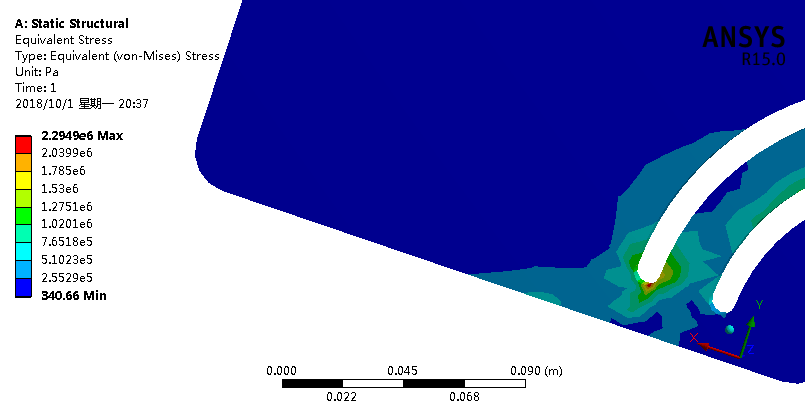 A: Static Structural
Equivalent Stress
Type: Equivalent (von-Mises) Stress
Unit: Pa
Time: 1
2018/10/1 星期一 20:37
2.2949e6 Max
2.0399e6
1.785e6
1.53e6
1.2751e6
1.0201e6
7.6518e5
5.1023e5
2.5529e5
340.66 Min
ANSYS
R15.0
Y
X
0.000 0.045 0.090 (m)
0.022 0.068